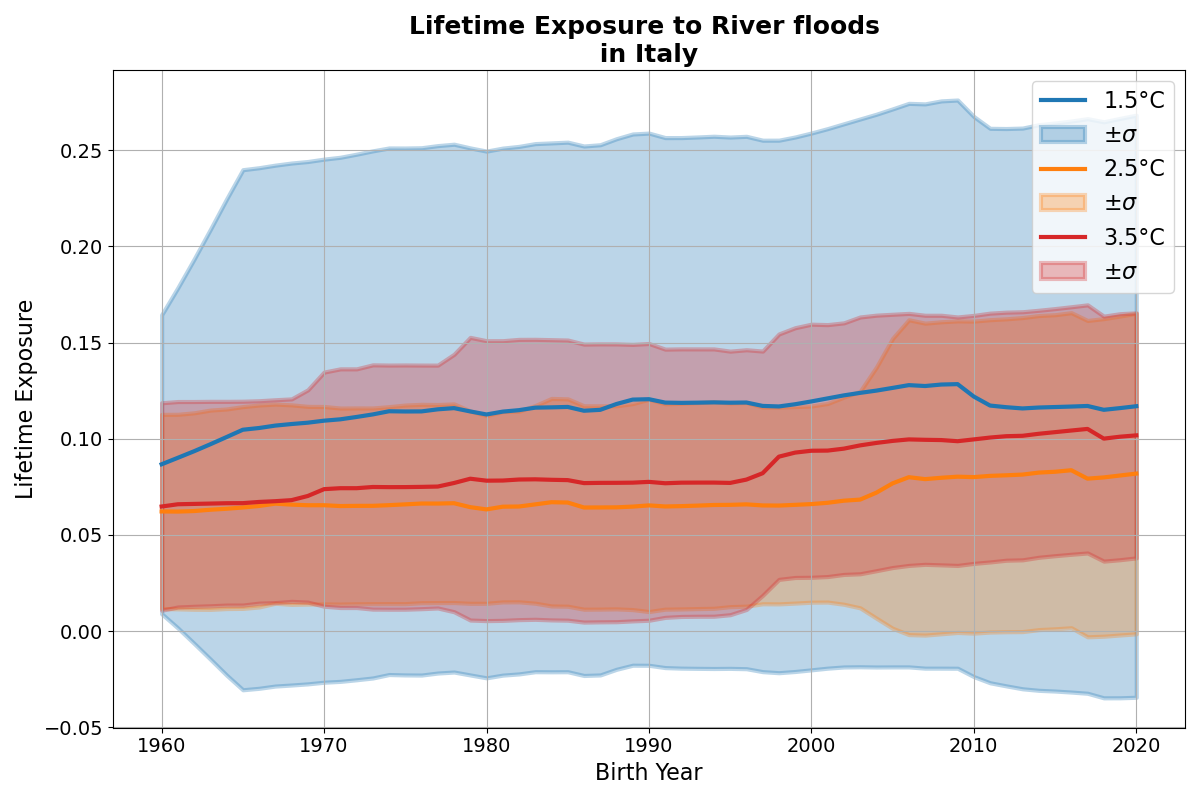 Lifetime Exposure to River floods
in Italy
1.5°C
±σ
2.5°C
±σ
3.5°C
±σ
Lifetime Exposure
0.25
0.20
0.15
0.10
0.05
0.00
−0.05
1960 1970 1980 1990 2000 2010 2020
Birth Year